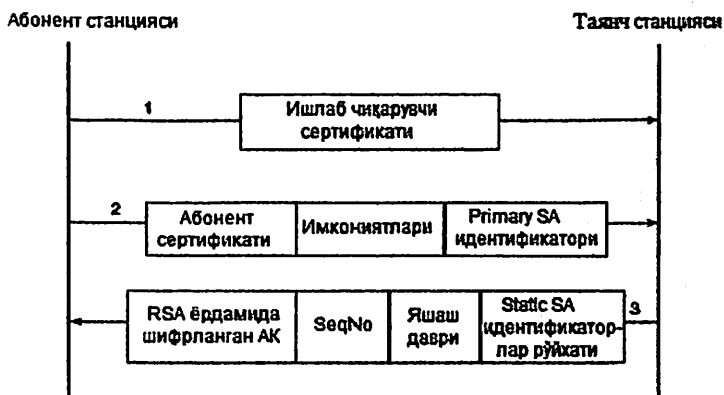 Абонент станцияси
Таянч станцияси
1
Ишлаб чиқарувчи
сертификати
2
Абонент
сертификати
Имкониятлари
Primary SA
идентификатори
RSA ёрдамида
шифрланган АК
SeqNo
Яшаш
даври
Static SA
идентификатор-
лар рўйхати
3